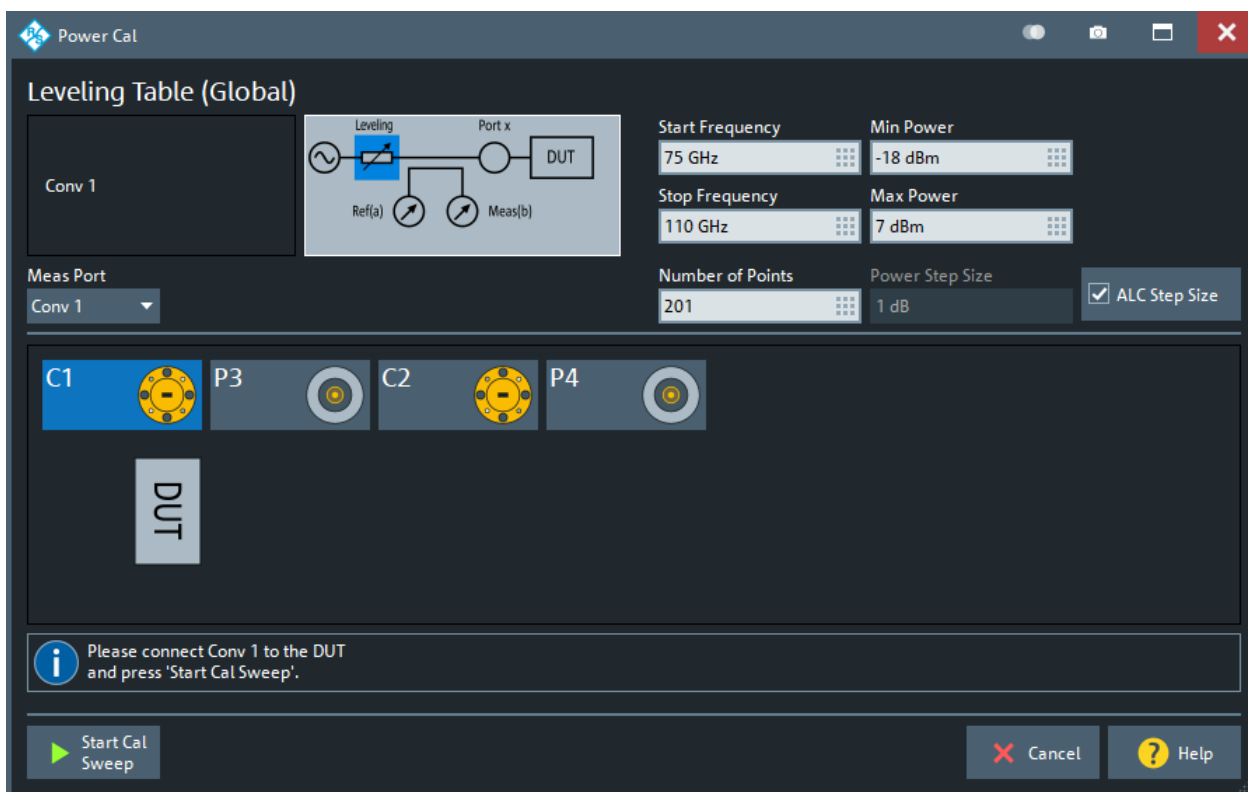 Power Cal
Leveling Table (Global)
Conv 1
Leveling
Port x
DUT
Ref(a)
Meas(b)
Start Frequency
Min Power
75 GHz
-18 dBm
Stop Frequency
Max Power
110 GHz
7 dBm
Meas Port
Conv 1
Number of Points
Power Step Size
201
1 dB
ALC Step Size
C1
P3
C2
P4
DUT
Please connect Conv 1 to the DUT
and press 'Start Cal Sweep'.
Start Cal
Sweep
Cancel
Help